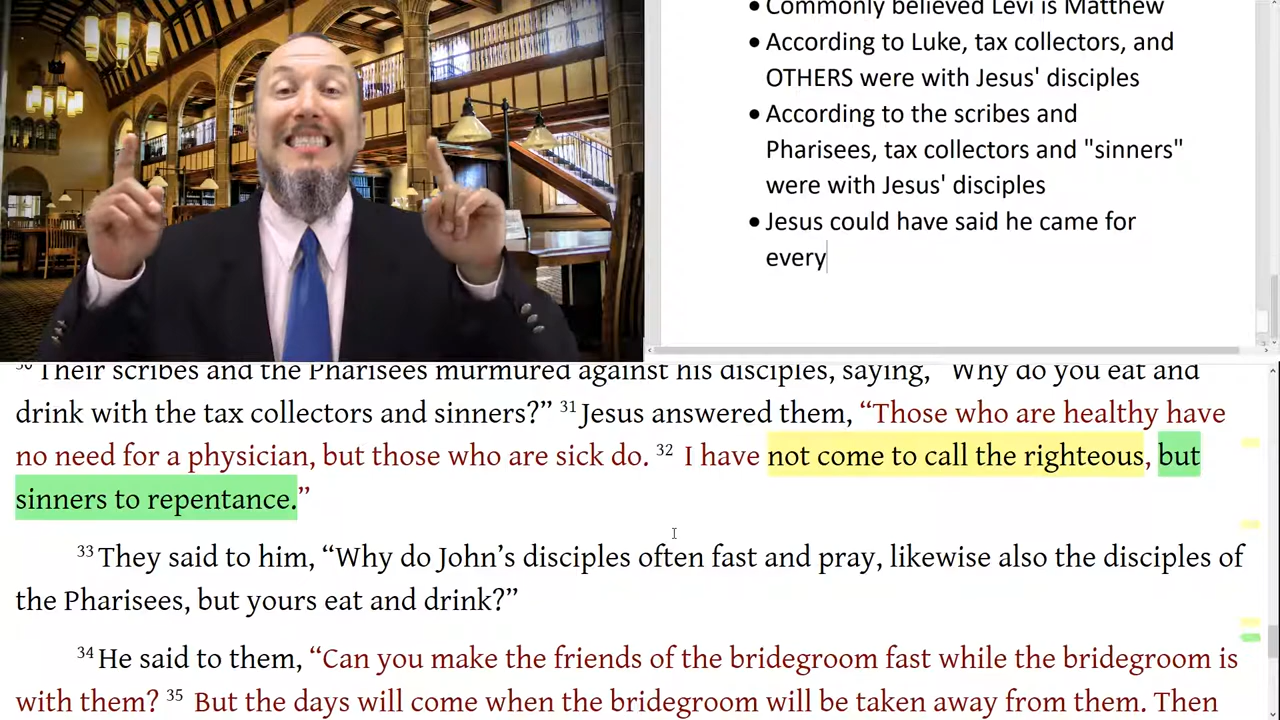 • Commonly believed Levi is Matthew
• According to Luke, tax collectors, and
OTHERS were with Jesus' disciples
• According to the scribes and
Pharisees, tax collectors and "sinners"
were with Jesus' disciples
• Jesus could have said he came for
every
30 Their scribes and the Pharisees murmured against his disciples, saying, “Why do you eat and
drink with the tax collectors and sinners?” 31 Jesus answered them, “Those who are healthy have
no need for a physician, but those who are sick do. 32 I have not come to call the righteous, but
sinners to repentance.”
33 They said to him, “Why do John’s disciples often fast and pray, likewise also the disciples of
the Pharisees, but yours eat and drink?”
34 He said to them, “Can you make the friends of the bridegroom fast while the bridegroom is
with them? 35 But the days will come when the bridegroom will be taken away from them. Then